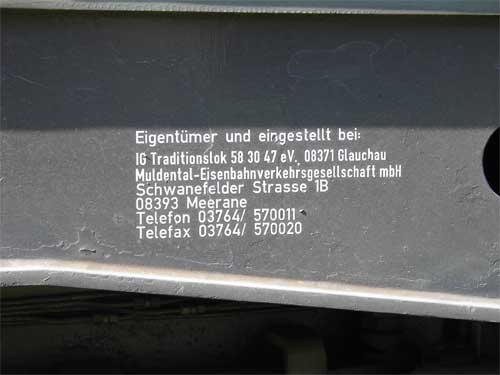 Eigentümer und eingestellt bei:
IG Traditionslok 58 30 47 eV. 08371 Glauchau
Muldental-Eisenbahnverkehrsgesellschaft mbH
Schwanefelder Strasse 1B
08393 Meerane
Telefon 03764/ 570011
Telefax 03764/ 570020